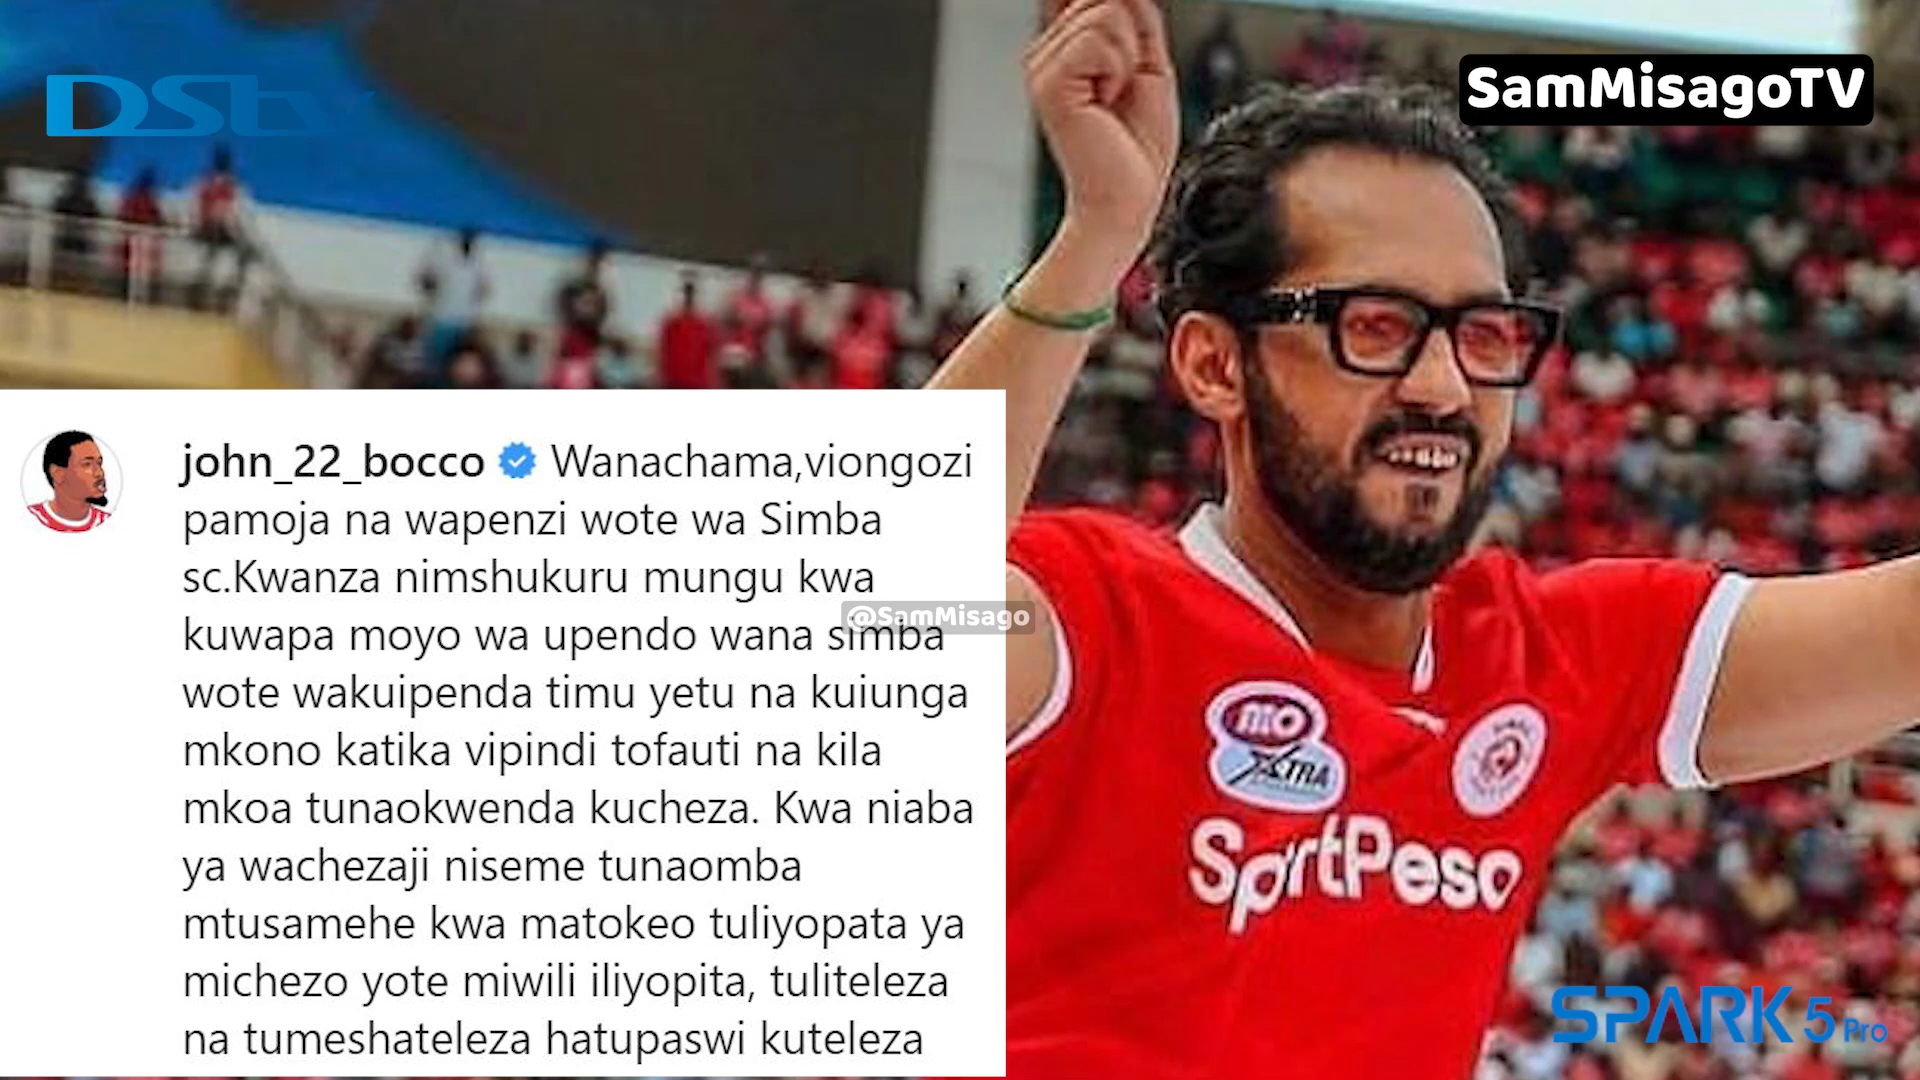 DStv
SamMisagoTV
john_22_bocco Wanachama,viongozi
pamoja na wapenzi wote wa Simba
sc.Kwanza nimshukuru mungu kwa
@SamMisago
kuwapa moyo wa upendo wana simba
wote wakuipenda timu yetu na kuiunga
mkono katika vipindi tofauti na kila
mkoa tunaokwenda kucheza. Kwa niaba
ya wachezaji niseme tunaomba
mtusamehe kwa matokeo tuliyopata ya
michezo yote miwili iliyopita, tuliteleza
na tumeshateleza hatupaswi kuteleza
mo
XTRA
SportPesa
SPARK 5 Pro